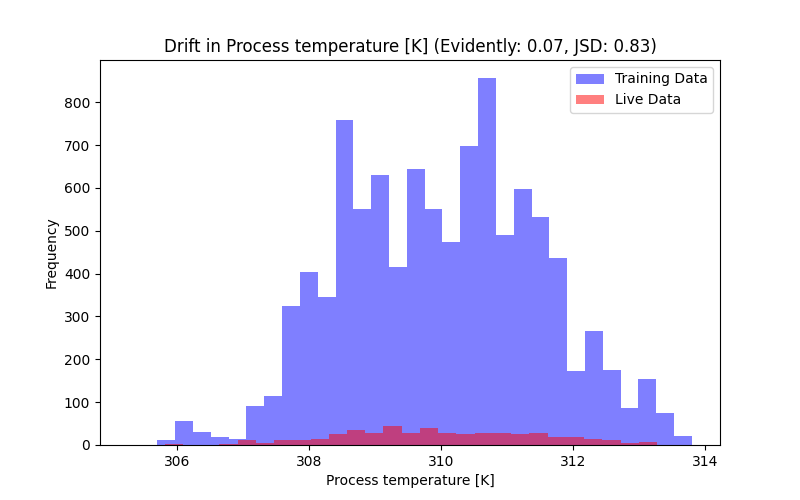 Drift in Process temperature [K] (Evidently: 0.07, JSD: 0.83)
Training Data
Live Data
800
700
600
500
400
300
200
100
0
Frequency
306
308
310
312
314
Process temperature [K]